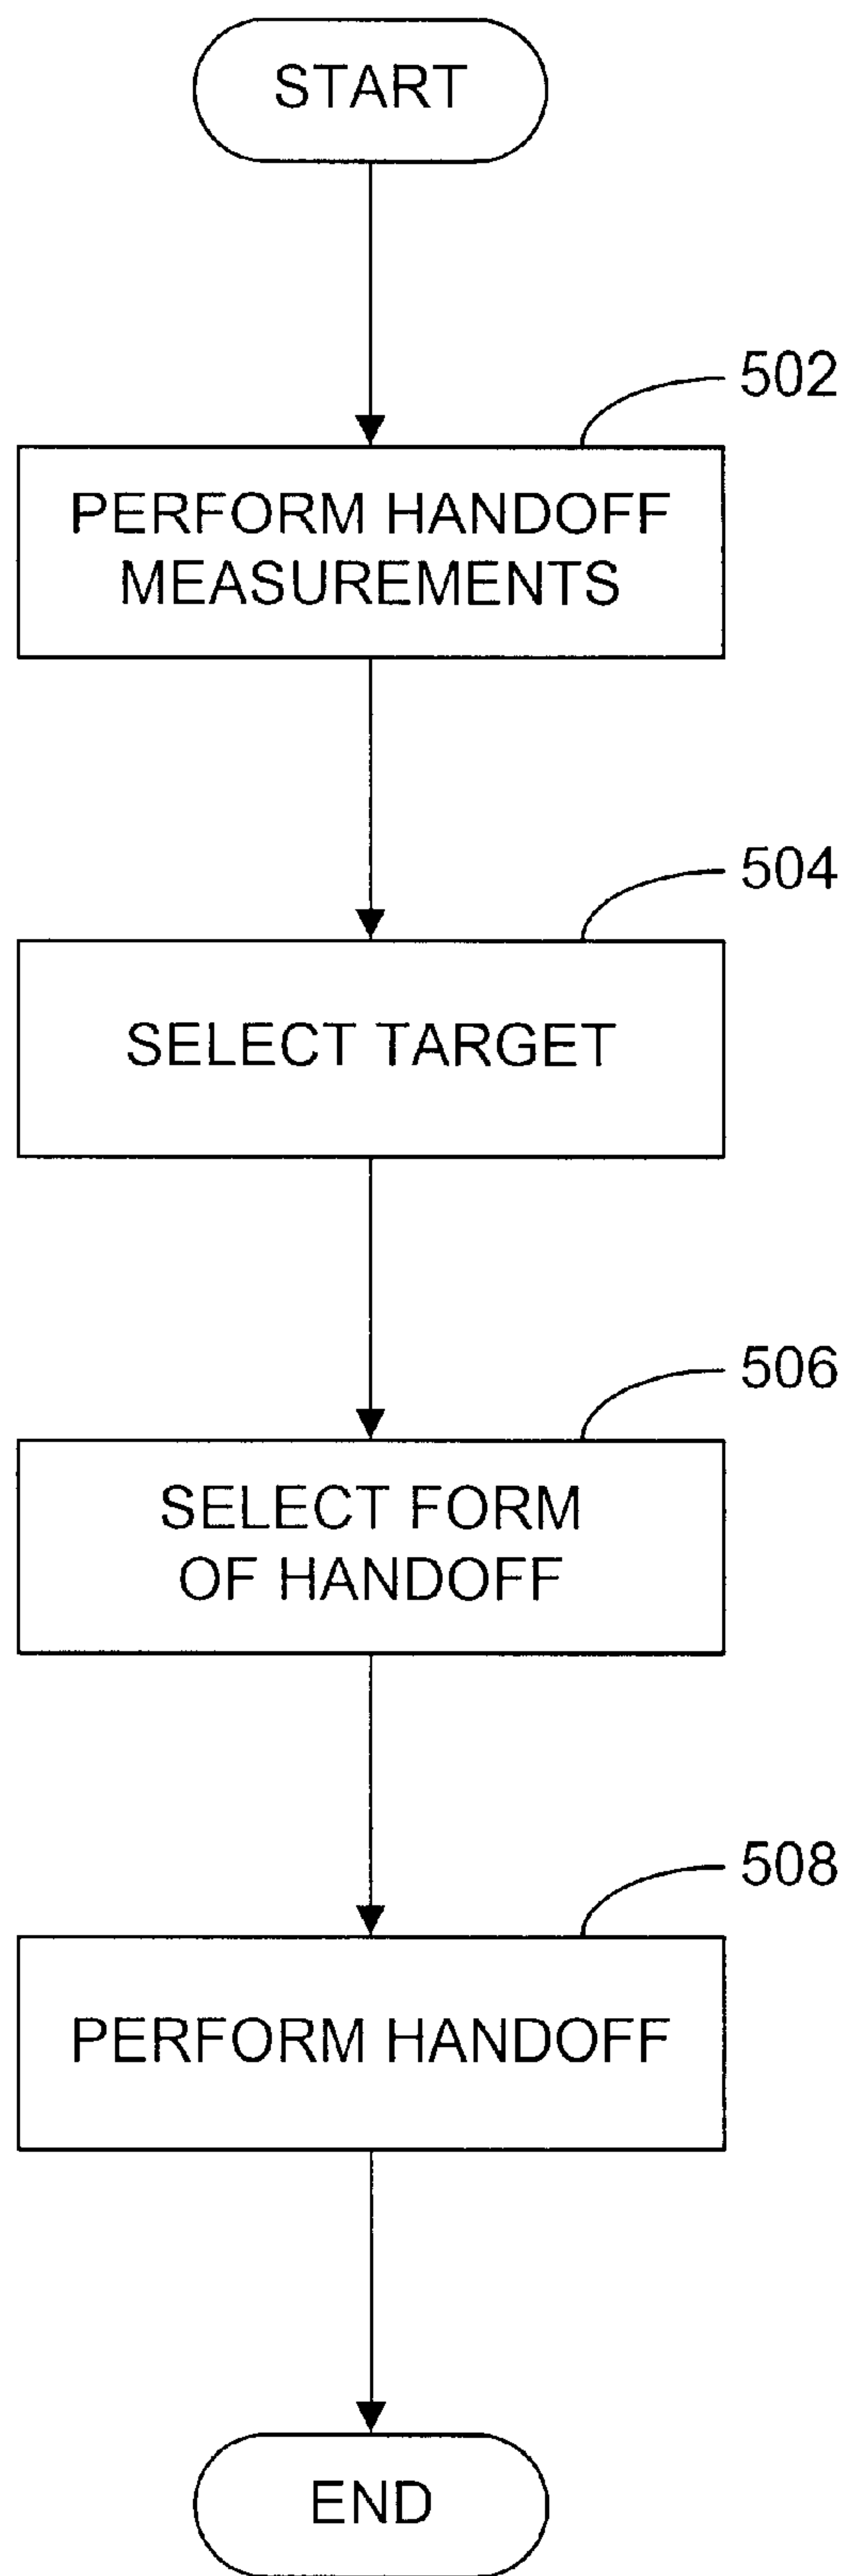 START
502
PERFORM HANDOFF
MEASUREMENTS
504
SELECT TARGET
506
SELECT FORM
OF HANDOFF
508
PERFORM HANDOFF
END